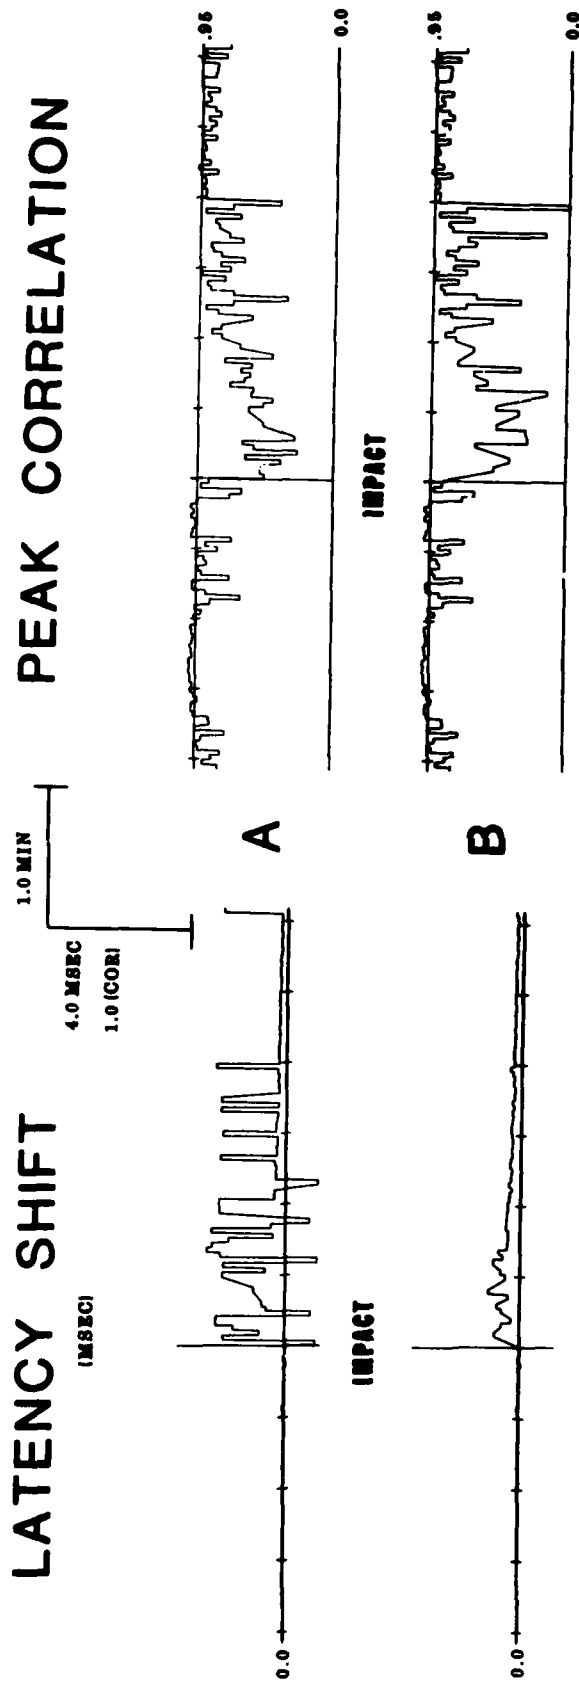 LATENCY SHIFT
(MSEC)
PEAK CORRELATION
1.0 MIN
4.0 MSEC
1.0 (COR)
0.0
A
.95
0.0
IMPACT
IMPACT
0.0
B
.95
0.0